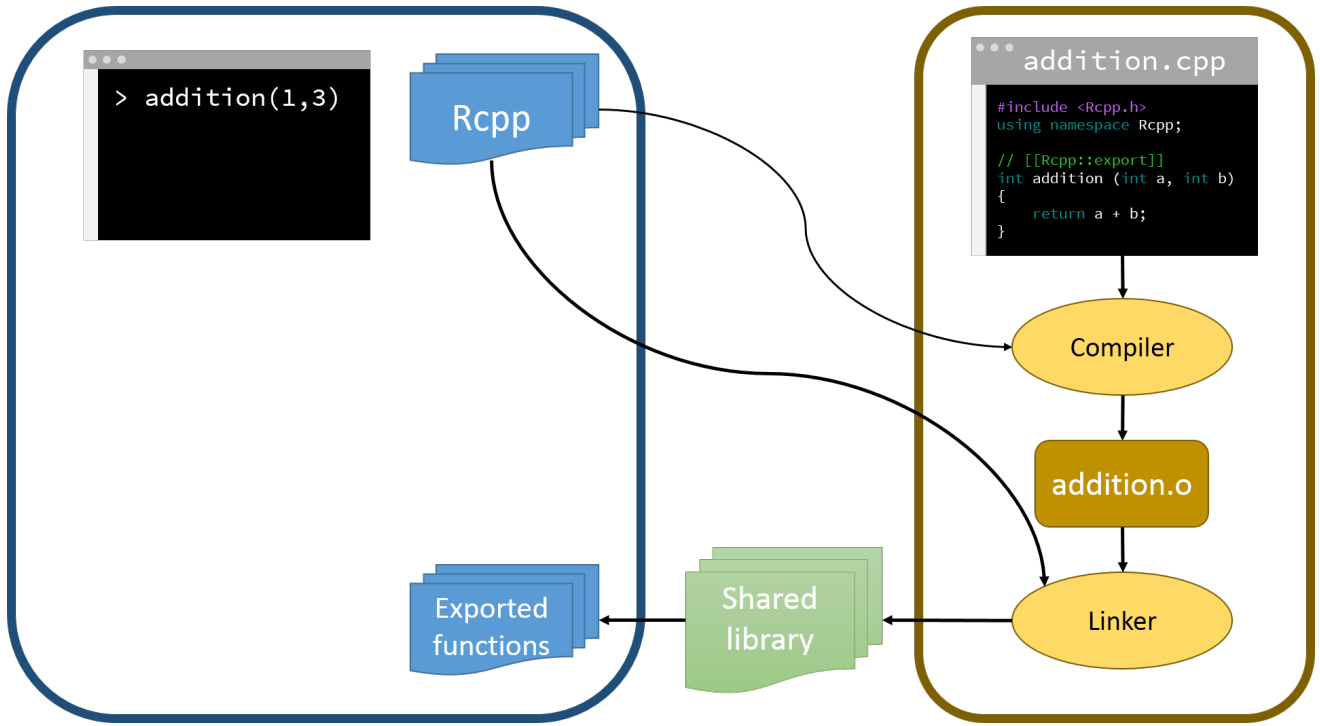 > addition(1,3)
Rcpp
addition.cpp
#include <Rcpp.h>
using namespace Rcpp;
// [[Rcpp::export]]
int addition (int a, int b)
{
    return a + b;
}
Compiler
addition.o
Linker
Shared
library
Exported
functions